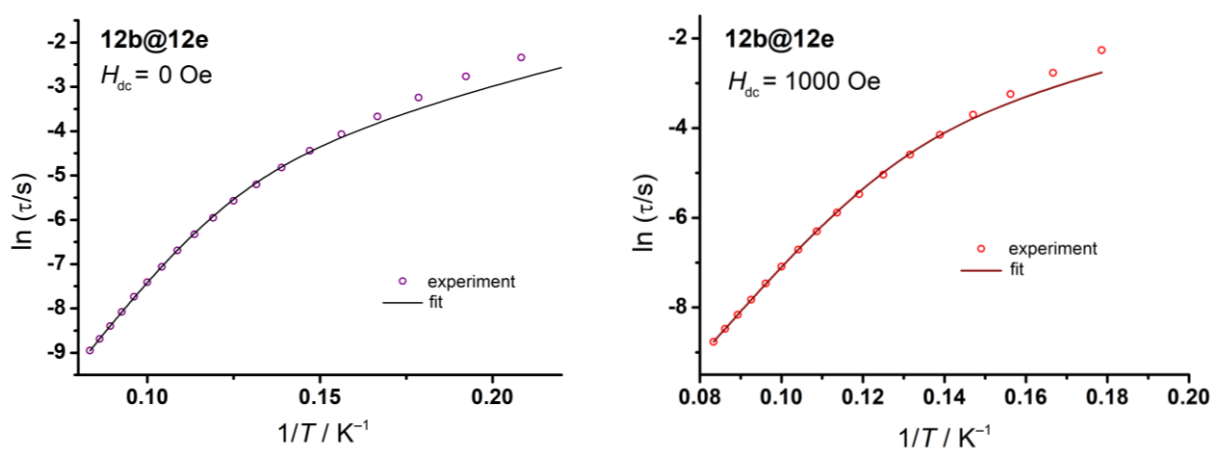 12b@12e
H_dc = 0 Oe
ln (τ/s)
-2
-3
-4
-5
-6
-7
-8
-9
experiment
fit
0.10 0.15 0.20
1/T / K⁻¹
12b@12e
H_dc = 1000 Oe
ln (τ/s)
-2
-4
-6
-8
experiment
fit
0.08 0.10 0.12 0.14 0.16 0.18 0.20
1/T / K⁻¹